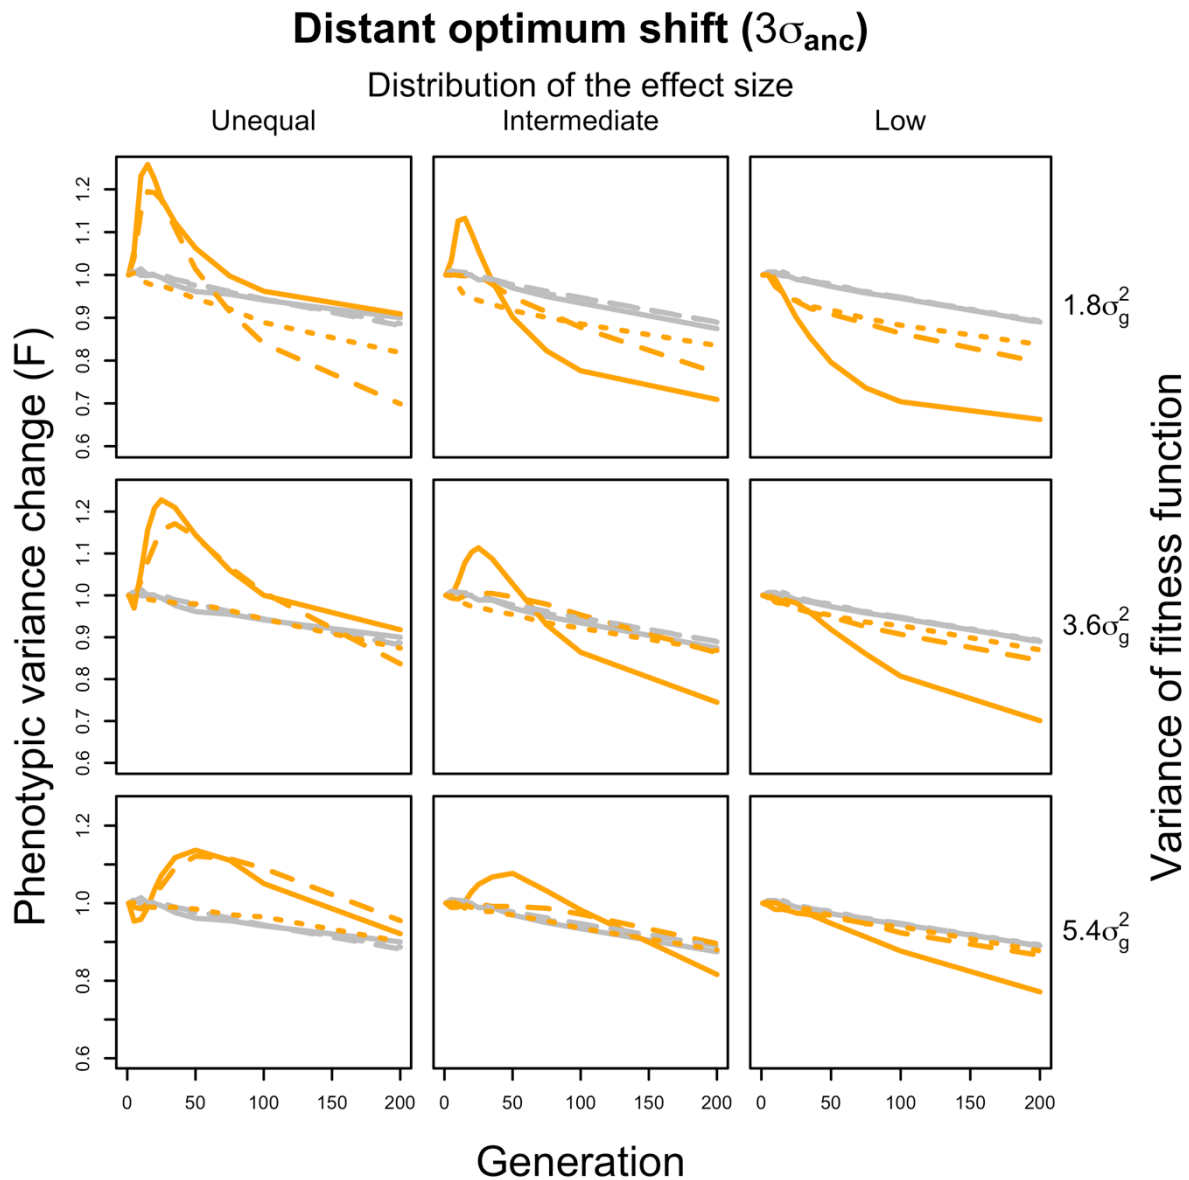 Distant optimum shift (3σanc)
Distribution of the effect size
Unequal Intermediate Low
Phenotypic variance change (F)
1.2
1.1
1.0
0.9
0.8
0.7
0.6
1.8σ²g
1.2
1.1
1.0
0.9
0.8
0.7
0.6
3.6σ²g
Variance of fitness function
1.2
1.0
0.8
0.6
5.4σ²g
0 50 100 150 200 0 50 100 150 200 0 50 100 150 200
Generation